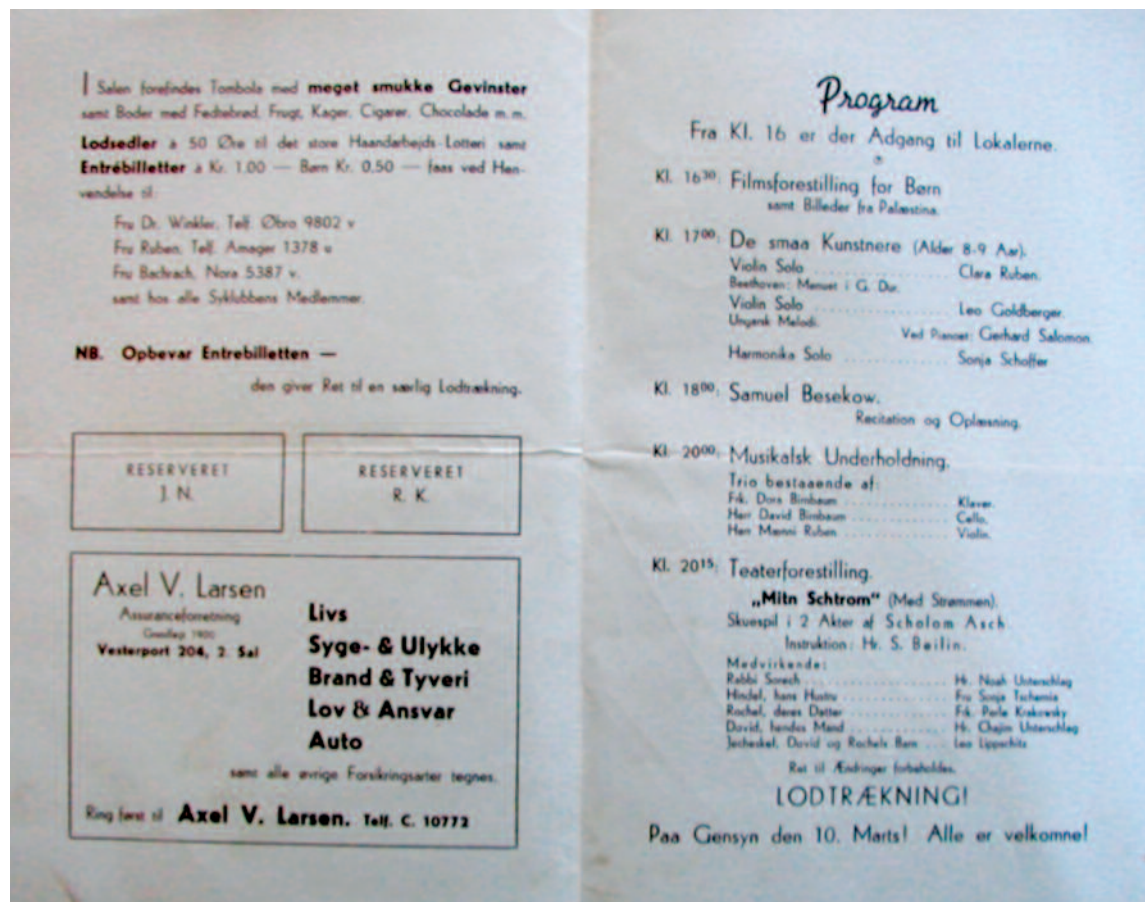 I Salen forefindes Tombola med meget smukke Gevinster
samt Boder med Fedtebrød, Frugt, Kager, Cigarer, Chocolade m. m.
Lodsedler a 50 Øre til det store Haandarbejds-Lotteri samt
Entrébilletter a Kr. 1.00 — Børn Kr. 0,50 — faas ved Hen-
vendelse til:
Fru Dr. Winkler, Telf. Øbro 9802 v
Fru Ruben, Telf. Amager 1378 u
Fru Bachrach, Nora 5387 v.
samt hos alle Syklubbens Medlemmer.
NB. Opbevar Entrebilletten —
den giver Ret til en særlig Lodtrækning.
RESERVERET
J. N.
RESERVERET
R. K.
Axel V. Larsen
Assuranceforretning
Grundlagt 1900
Vesterport 204, 2. Sal
Livs
Syge- & Ulykke
Brand & Tyveri
Lov & Ansvar
Auto
samt alle øvrige Forsikringsarter tegnes.
Ring først til Axel V. Larsen. Telf. C. 10772
Program
Fra Kl. 16 er der Adgang til Lokalerne.
Kl. 16³⁰: Filmsforestilling for Børn
samt Billeder fra Palæstina.
Kl. 17⁰⁰: De smaa Kunstnere (Alder 8-9 Aar).
Violin Solo ................ Clara Ruben.
Beethoven: Menuet i G. Dur.
Violin Solo ................ Leo Goldberger.
Ungarsk Melodi.
Ved Pianoet: Gerhard Salomon.
Harmonika Solo ............ Sonja Schoffer
Kl. 18⁰⁰: Samuel Besekow.
Recitation og Oplæsning.
Kl. 20⁰⁰: Musikalsk Underholdning.
Trio bestaaende af:
Frk. Dora Birnbaum ............ Klaver.
Herr David Birnbaum ............ Cello.
Herr Mænni Ruben ............ Violin.
Kl. 20¹⁵: Teaterforestilling.
„Mitn Schtrom" (Med Strømmen).
Skuespil i 2 Akter af Scholom Asch.
Instruktion: Hr. S. Beilin.
Medvirkende:
Rabbi Sorech ................ Hr. Noah Unterschlag
Hindel, hans Hustru ............ Fru Sonja Tschernia
Rochel, deres Datter ............ Frk. Perle Krakowsky
David, hendes Mand ............ Hr. Chajim Unterschlag
Jecheskel, David og Rochels Barn ... Leo Lippschitz
Ret til Ændringer forbeholdes.
LODTRÆKNING!
Paa Gensyn den 10. Marts! Alle er velkomne!